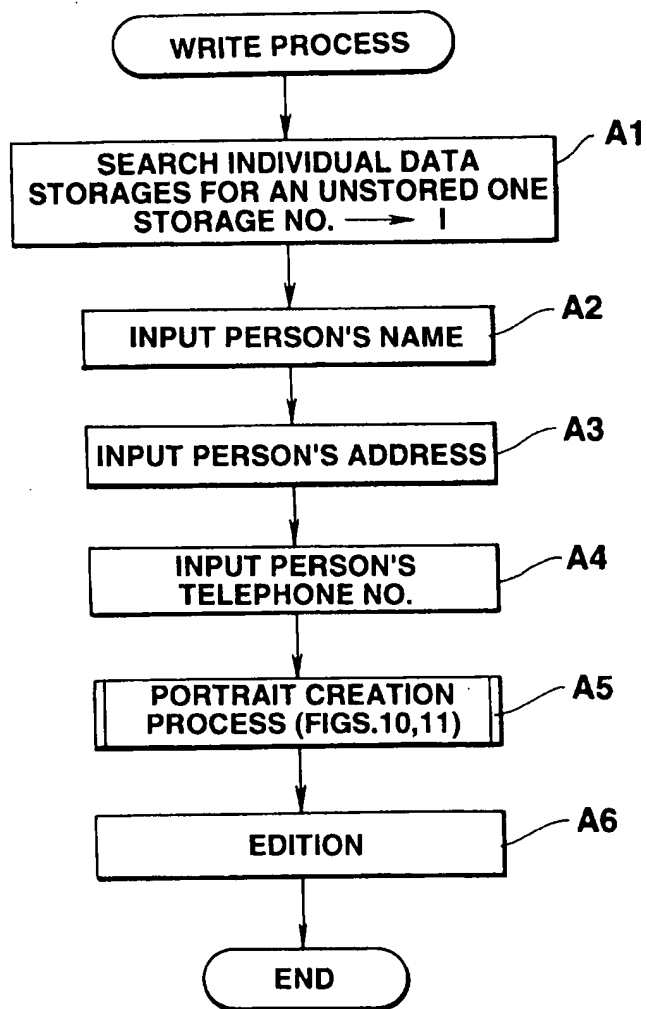 WRITE PROCESS
A1
SEARCH INDIVIDUAL DATA
STORAGES FOR AN UNSTORED ONE
STORAGE NO. → I
A2
INPUT PERSON'S NAME
A3
INPUT PERSON'S ADDRESS
A4
INPUT PERSON'S
TELEPHONE NO.
A5
PORTRAIT CREATION
PROCESS (FIGS.10,11)
A6
EDITION
END